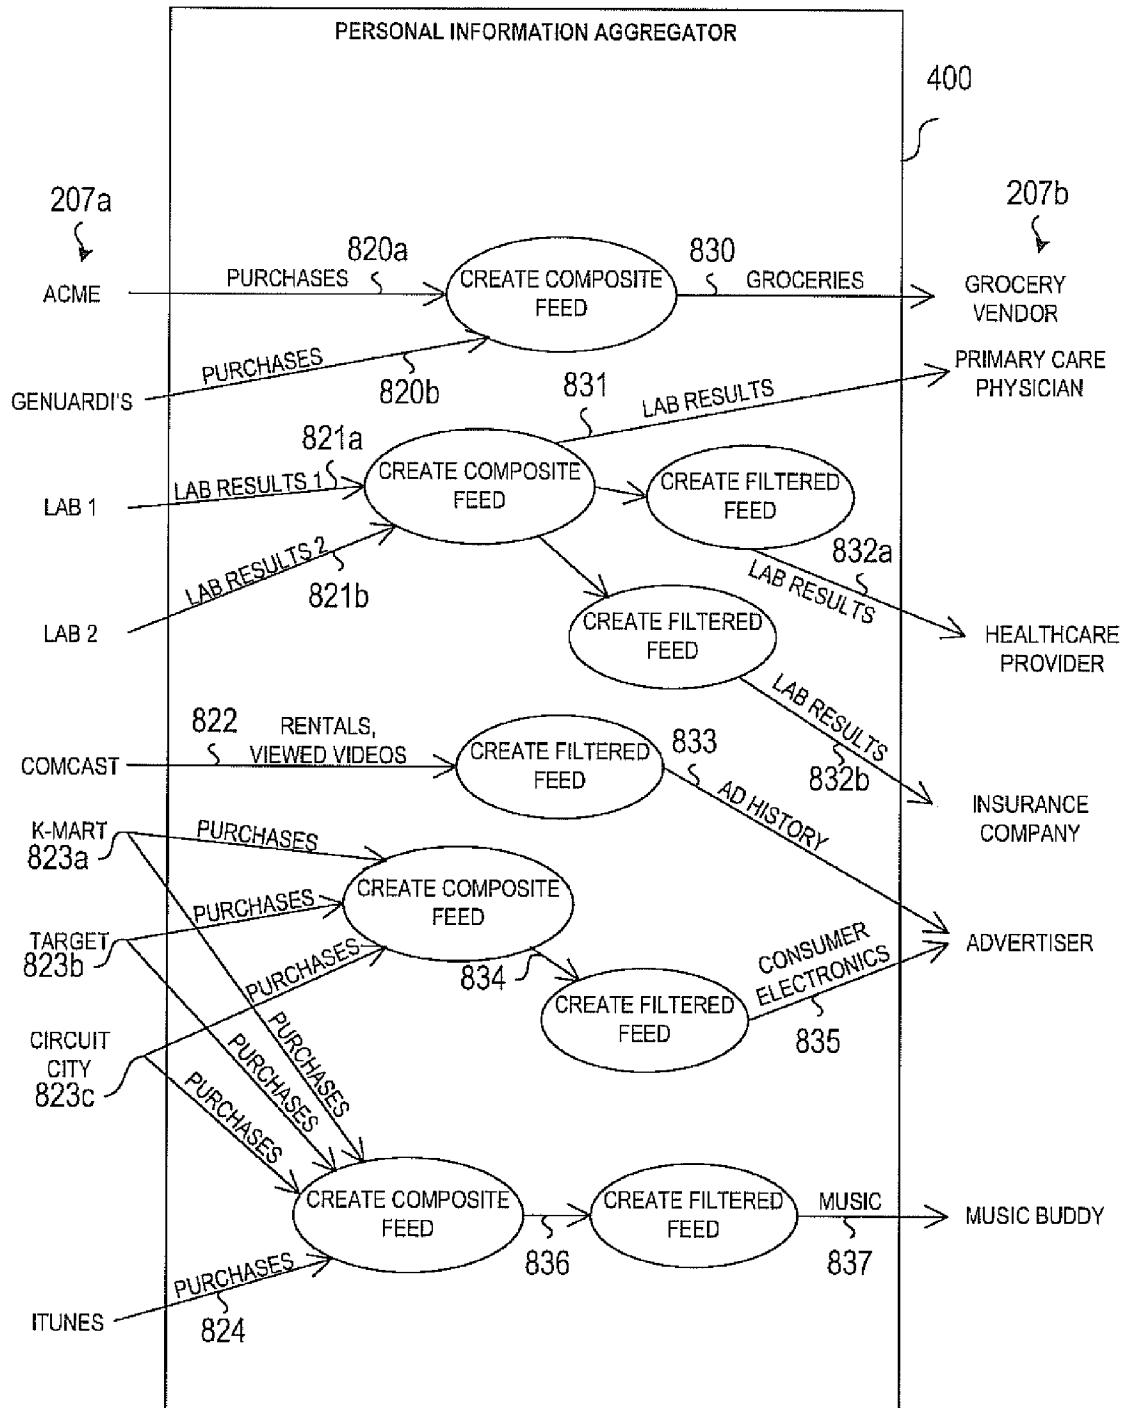 PERSONAL INFORMATION AGGREGATOR
400
207a
207b
820a
830
PURCHASES
CREATE COMPOSITE
FEED
GROCERIES
ACME
GROCERY
VENDOR
PURCHASES
820b
GENUARDI'S
831
LAB RESULTS
PRIMARY CARE
PHYSICIAN
821a
LAB RESULTS 1
CREATE COMPOSITE
FEED
CREATE FILTERED
FEED
LAB 1
LAB RESULTS 2
821b
832a
LAB RESULTS
LAB 2
CREATE FILTERED
FEED
HEALTHCARE
PROVIDER
LAB RESULTS
832b
822
RENTALS,
VIEWED VIDEOS
COMCAST
CREATE FILTERED
FEED
833
AD HISTORY
INSURANCE
COMPANY
K-MART
823a
PURCHASES
CREATE COMPOSITE
FEED
PURCHASES
TARGET
823b
PURCHASES
834
CONSUMER
ELECTRONICS
ADVERTISER
CREATE FILTERED
FEED
835
CIRCUIT
CITY
823c
PURCHASES
PURCHASES
PURCHASES
CREATE COMPOSITE
FEED
836
CREATE FILTERED
FEED
MUSIC
837
MUSIC BUDDY
PURCHASES
824
ITUNES